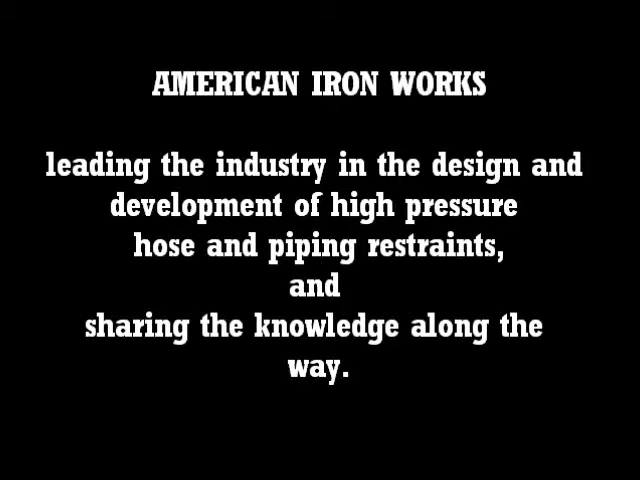 AMERICAN IRON WORKS
leading the industry in the design and
development of high pressure
hose and piping restraints,
and
sharing the knowledge along the
way.